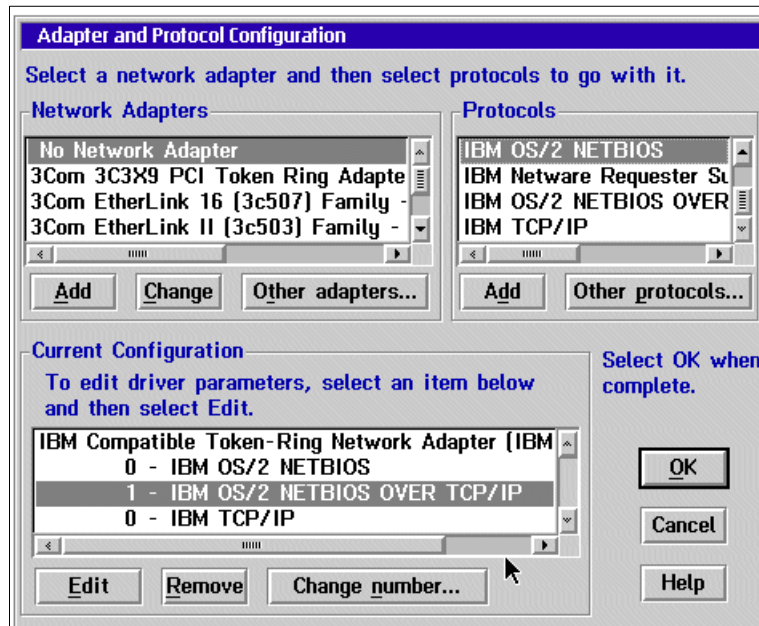 Adapter and Protocol Configuration
Select a network adapter and then select protocols to go with it.
Network Adapters
No Network Adapter
3Com 3C3X9 PCI Token Ring Adapte
3Com EtherLink 16 (3c507) Family -
3Com EtherLink II (3c503) Family -
Add Change Other adapters...
Protocols
IBM OS/2 NETBIOS
IBM Netware Requester Su
IBM OS/2 NETBIOS OVER
IBM TCP/IP
Add Other protocols...
Current Configuration
To edit driver parameters, select an item below
and then select Edit.
IBM Compatible Token-Ring Network Adapter (IBM
0 - IBM OS/2 NETBIOS
1 - IBM OS/2 NETBIOS OVER TCP/IP
0 - IBM TCP/IP
Edit Remove Change number...
Select OK when
complete.
OK
Cancel
Help